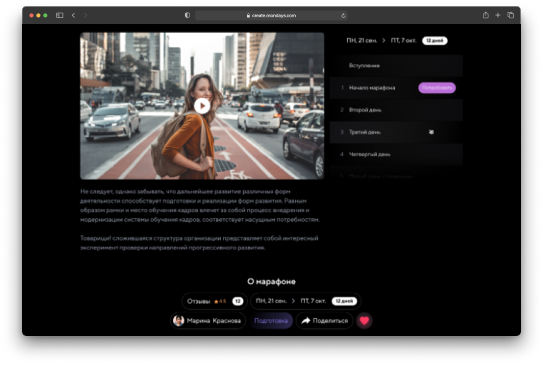 create.mondays.com
ПН, 21 сен. > ПТ, 7 окт. 12 дней
Вступление
1 Начало марафона Попробовать
2 Второй день
3 Третий день
4 Четвертый день
Не следует, однако забывать, что дальнейшее развитие различных форм
деятельности способствует подготовки и реализации форм развития. Равным
образом рамки и место обучения кадров влечет за собой процесс внедрения и
модернизации системы обучения кадров, соответствует насущным потребностям.
Товарищи! сложившаяся структура организации представляет собой интересный
эксперимент проверки направлений прогрессивного развития.
О марафоне
Отзывы 4.9 12 ПН, 21 сен. > ПТ, 7 окт. 12 дней
Марина Краснова Подготовка Поделиться